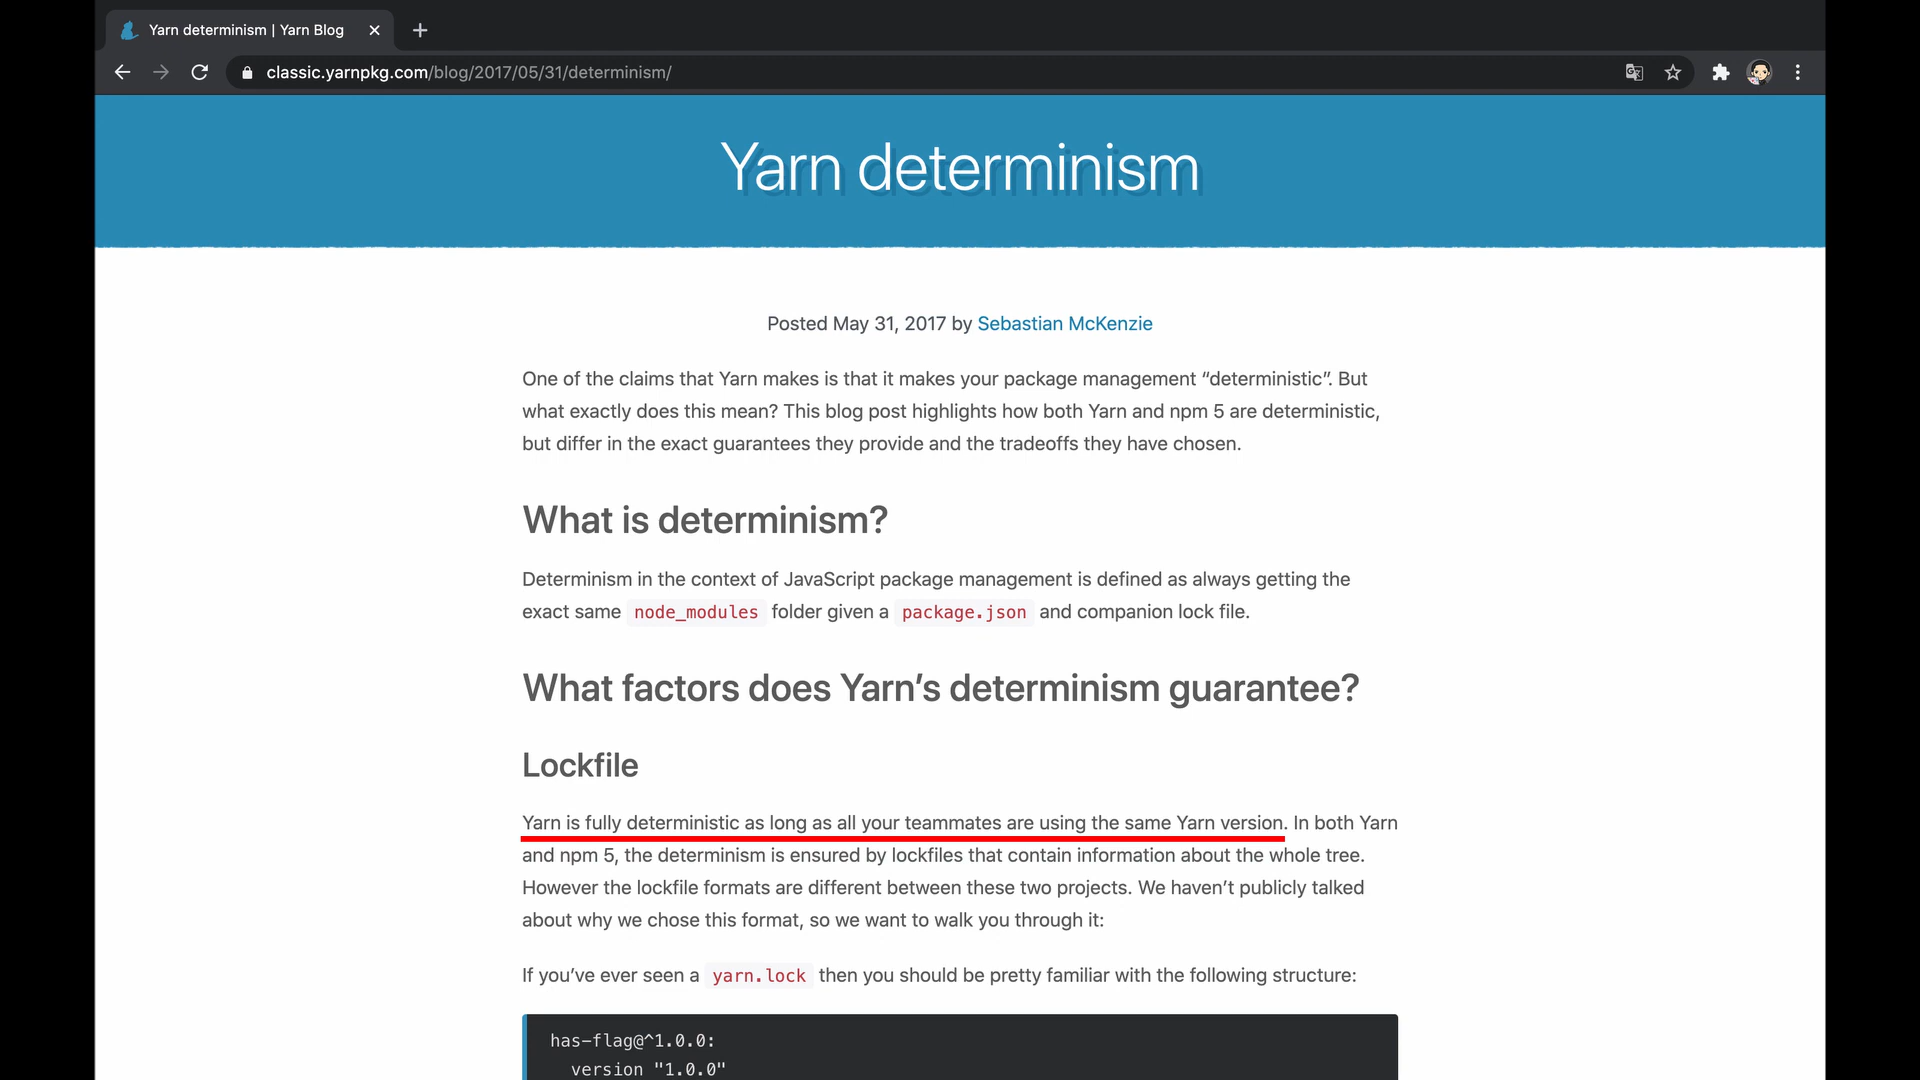 Yarn determinism | Yarn Blog
classic.yarnpkg.com/blog/2017/05/31/determinism/
Yarn determinism
Posted May 31, 2017 by Sebastian McKenzie
One of the claims that Yarn makes is that it makes your package management “deterministic”. But
what exactly does this mean? This blog post highlights how both Yarn and npm 5 are deterministic,
but differ in the exact guarantees they provide and the tradeoffs they have chosen.
What is determinism?
Determinism in the context of JavaScript package management is defined as always getting the
exact same node_modules folder given a package.json and companion lock file.
What factors does Yarn’s determinism guarantee?
Lockfile
Yarn is fully deterministic as long as all your teammates are using the same Yarn version. In both Yarn
and npm 5, the determinism is ensured by lockfiles that contain information about the whole tree.
However the lockfile formats are different between these two projects. We haven’t publicly talked
about why we chose this format, so we want to walk you through it:
If you’ve ever seen a yarn.lock then you should be pretty familiar with the following structure:
has-flag@^1.0.0:
version "1.0.0"